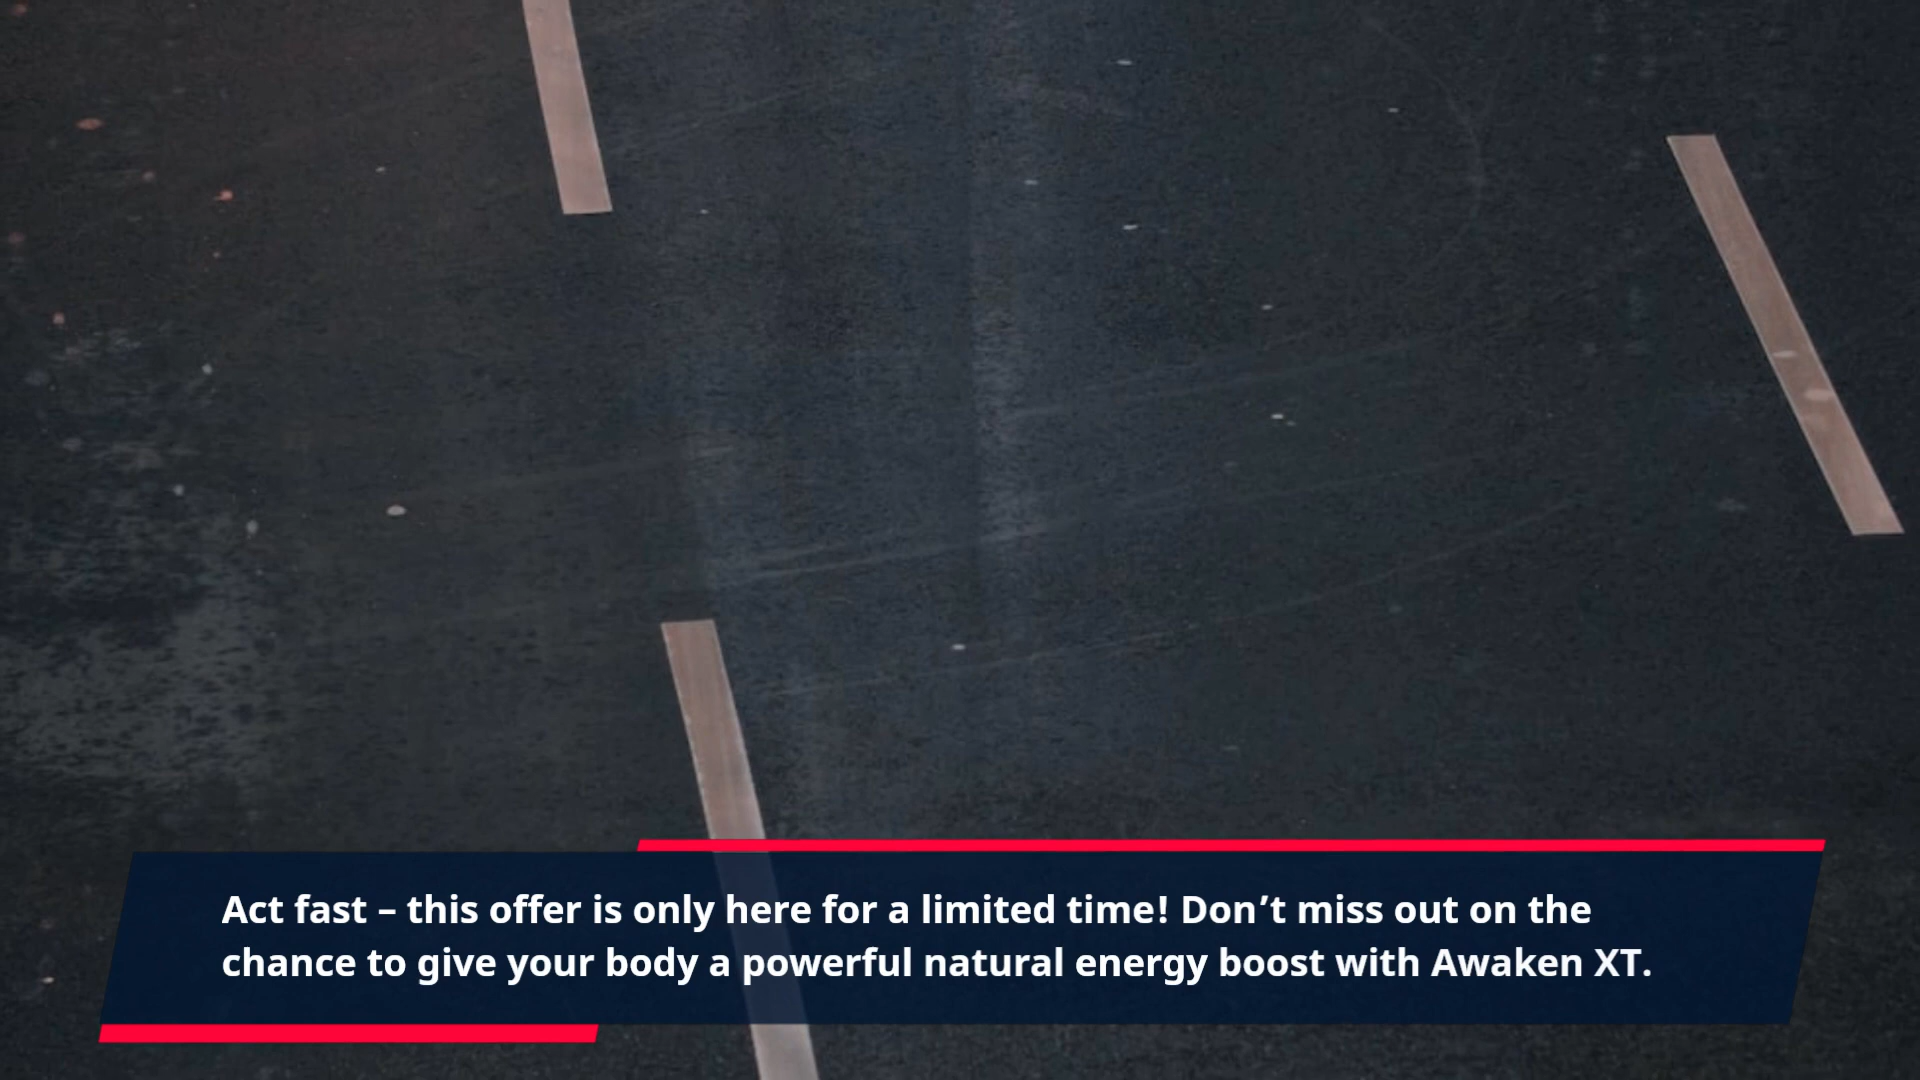 Act fast – this offer is only here for a limited time! Don’t miss out on the
chance to give your body a powerful natural energy boost with Awaken XT.